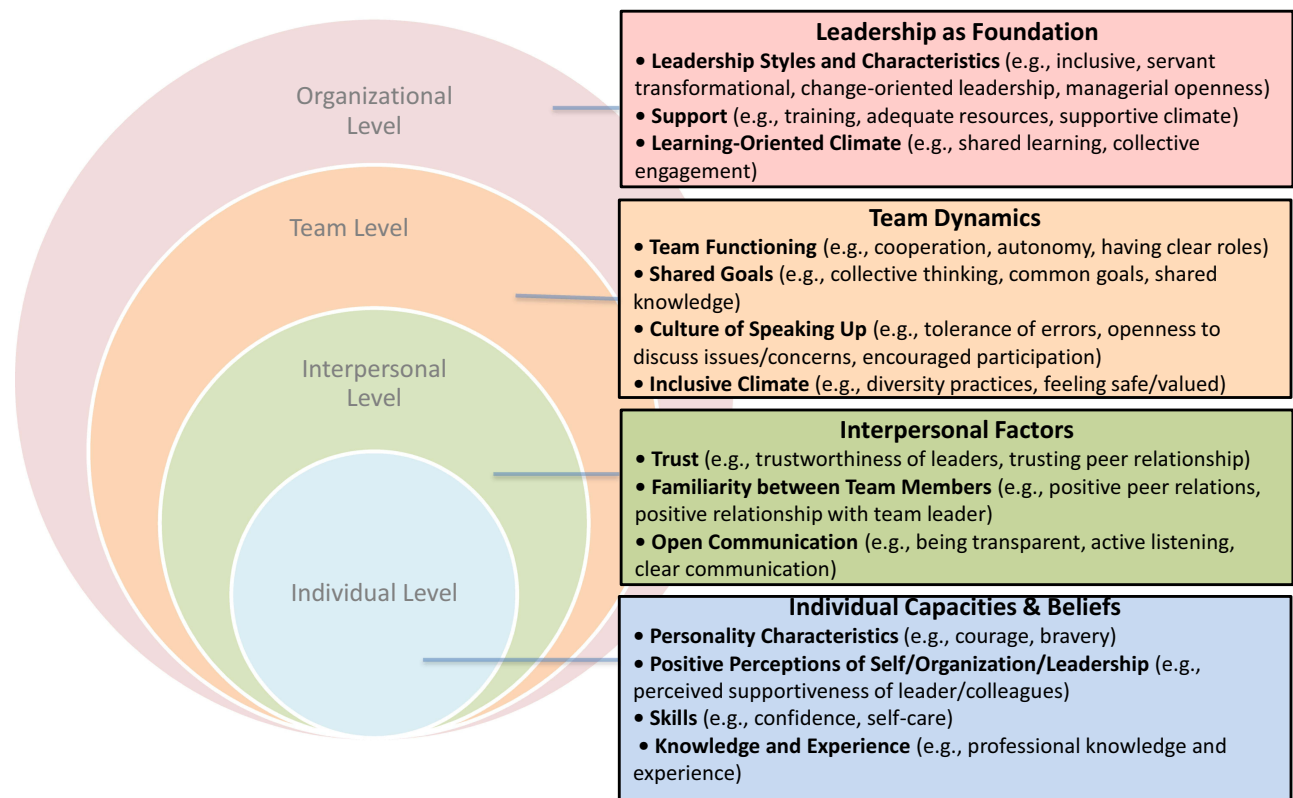 Organizational
Level
Team Level
Interpersonal
Level
Individual Level
Leadership as Foundation
• Leadership Styles and Characteristics (e.g., inclusive, servant
transformational, change-oriented leadership, managerial openness)
• Support (e.g., training, adequate resources, supportive climate)
• Learning-Oriented Climate (e.g., shared learning, collective
engagement)
Team Dynamics
• Team Functioning (e.g., cooperation, autonomy, having clear roles)
• Shared Goals (e.g., collective thinking, common goals, shared
knowledge)
• Culture of Speaking Up (e.g., tolerance of errors, openness to
discuss issues/concerns, encouraged participation)
• Inclusive Climate (e.g., diversity practices, feeling safe/valued)
Interpersonal Factors
• Trust (e.g., trustworthiness of leaders, trusting peer relationship)
• Familiarity between Team Members (e.g., positive peer relations,
positive relationship with team leader)
• Open Communication (e.g., being transparent, active listening,
clear communication)
Individual Capacities & Beliefs
• Personality Characteristics (e.g., courage, bravery)
• Positive Perceptions of Self/Organization/Leadership (e.g.,
perceived supportiveness of leader/colleagues)
• Skills (e.g., confidence, self-care)
• Knowledge and Experience (e.g., professional knowledge and
experience)